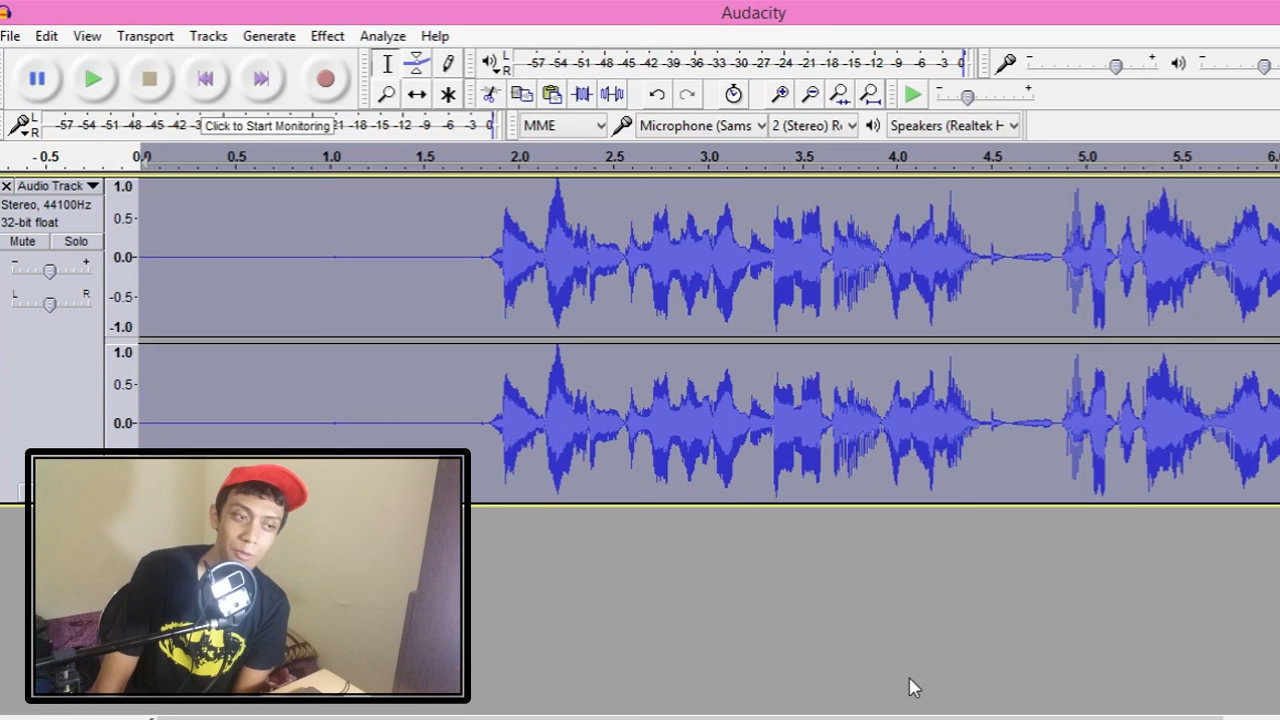 Audacity
File Edit View Transport Tracks Generate Effect Analyze Help
L
R
-57 -54 -51 -48 -45 -42 -39 -36 -33 -30 -27 -24 -21 -18 -15 -12 -9 -6 -3 0
- +
- +
- +
L
R
-57 -54 -51 -48 -45 -42 -3 Click to Start Monitoring 1 -18 -15 -12 -9 -6 -3 0
MME
Microphone (Sams
2 (Stereo) R
Speakers (Realtek H
-0.5 0.0 0.5 1.0 1.5 2.0 2.5 3.0 3.5 4.0 4.5 5.0 5.5 6.0
Audio Track
Stereo, 44100Hz
32-bit float
Mute Solo
- +
L R
1.0
0.5-
0.0-
-0.5-
-1.0
1.0
0.5-
0.0-